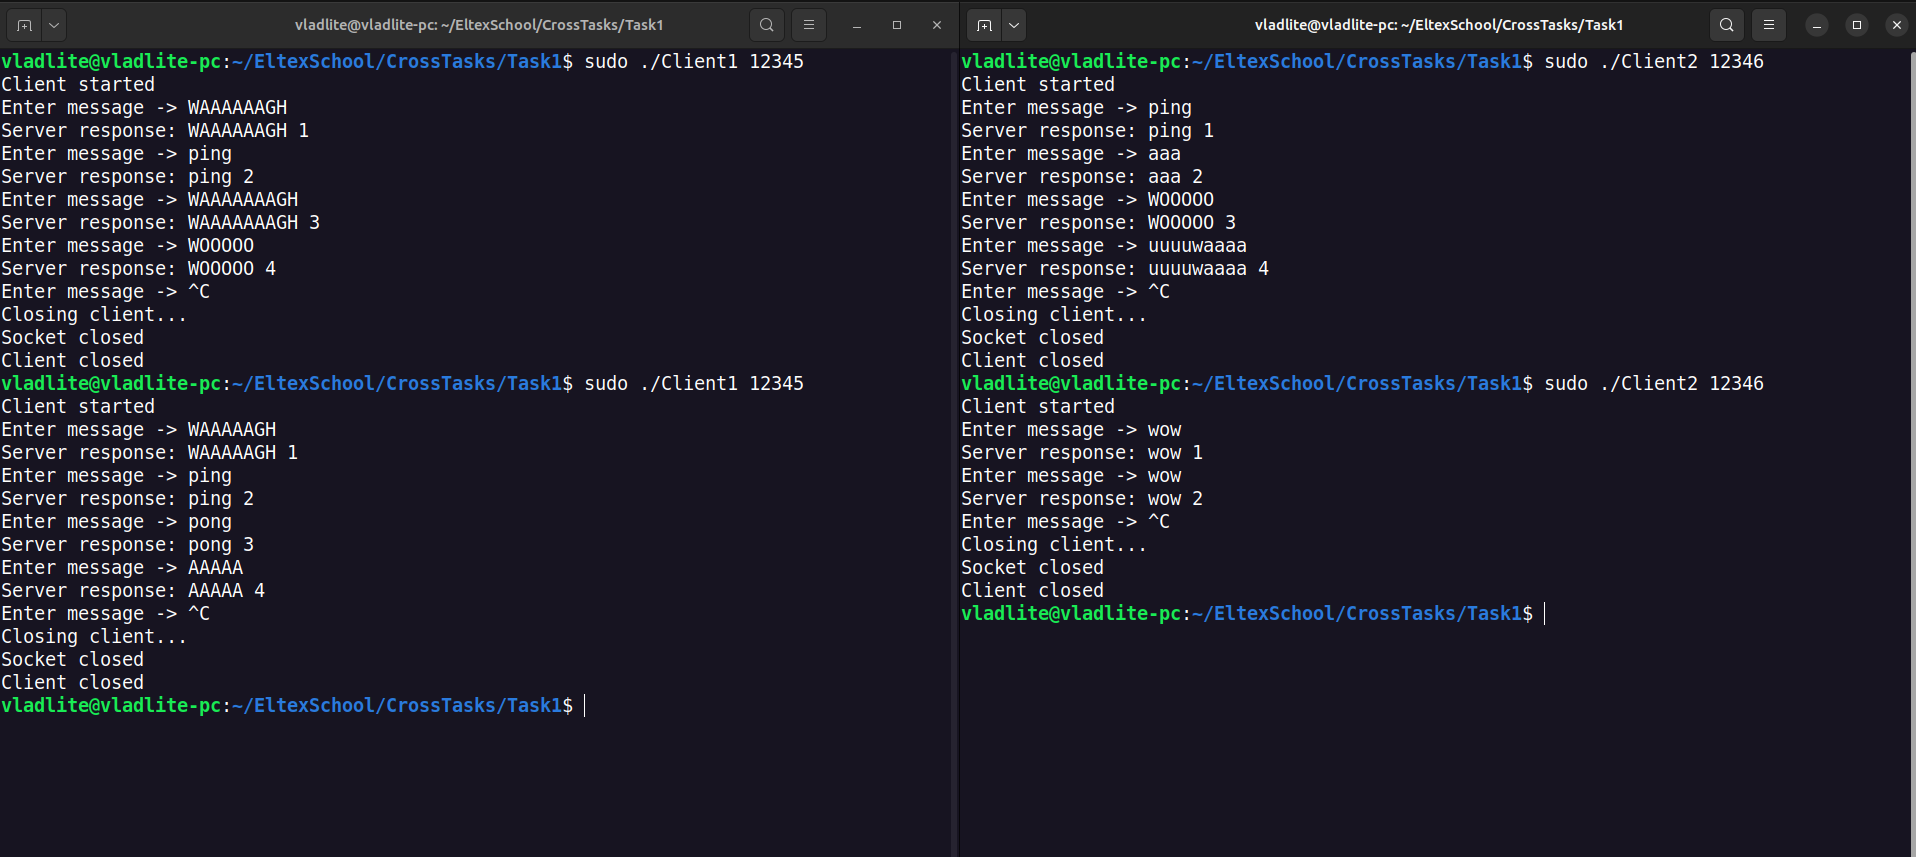 vladlite@vladlite-pc: ~/EltexSchool/CrossTasks/Task1
vladlite@vladlite-pc:~/EltexSchool/CrossTasks/Task1$ sudo ./Client1 12345
Client started
Enter message -> WAAAAAAGH
Server response: WAAAAAAGH 1
Enter message -> ping
Server response: ping 2
Enter message -> WAAAAAAAGH
Server response: WAAAAAAAGH 3
Enter message -> WOOOOO
Server response: WOOOOO 4
Enter message -> ^C
Closing client...
Socket closed
Client closed
vladlite@vladlite-pc:~/EltexSchool/CrossTasks/Task1$ sudo ./Client1 12345
Client started
Enter message -> WAAAAAGH
Server response: WAAAAAGH 1
Enter message -> ping
Server response: ping 2
Enter message -> pong
Server response: pong 3
Enter message -> AAAAA
Server response: AAAAA 4
Enter message -> ^C
Closing client...
Socket closed
Client closed
vladlite@vladlite-pc:~/EltexSchool/CrossTasks/Task1$
vladlite@vladlite-pc: ~/EltexSchool/CrossTasks/Task1
vladlite@vladlite-pc:~/EltexSchool/CrossTasks/Task1$ sudo ./Client2 12346
Client started
Enter message -> ping
Server response: ping 1
Enter message -> aaa
Server response: aaa 2
Enter message -> WOOOOO
Server response: WOOOOO 3
Enter message -> uuuuwaaaa
Server response: uuuuwaaaa 4
Enter message -> ^C
Closing client...
Socket closed
Client closed
vladlite@vladlite-pc:~/EltexSchool/CrossTasks/Task1$ sudo ./Client2 12346
Client started
Enter message -> wow
Server response: wow 1
Enter message -> wow
Server response: wow 2
Enter message -> ^C
Closing client...
Socket closed
Client closed
vladlite@vladlite-pc:~/EltexSchool/CrossTasks/Task1$